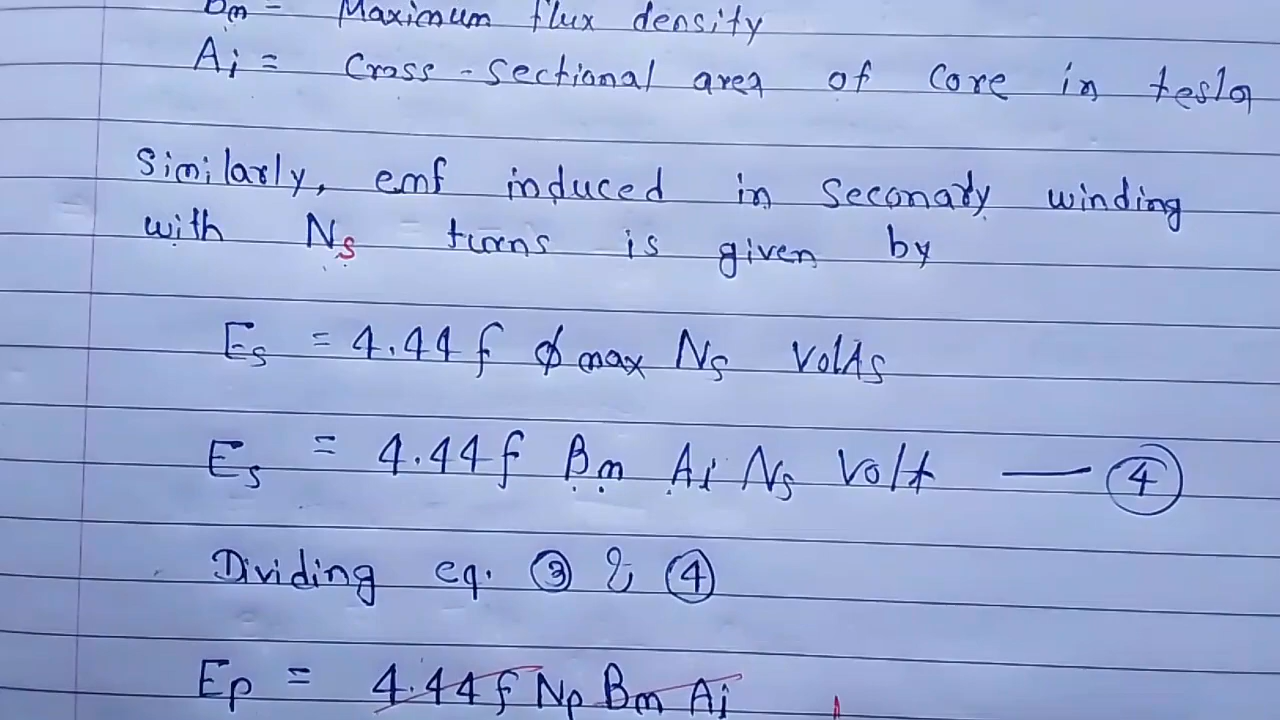 Bm = Maximum flux density
Ai = Cross-sectional area of core in tesla
Similarly, emf induced in Seconary winding
with Ns turns is given by
Es = 4.44 f ϕmax Ns Volts
Es = 4.44 f Bm Ai Ns Volt — ④
Dividing eq. ③ & ④
Ep = 4.44 f Np Bm Ai